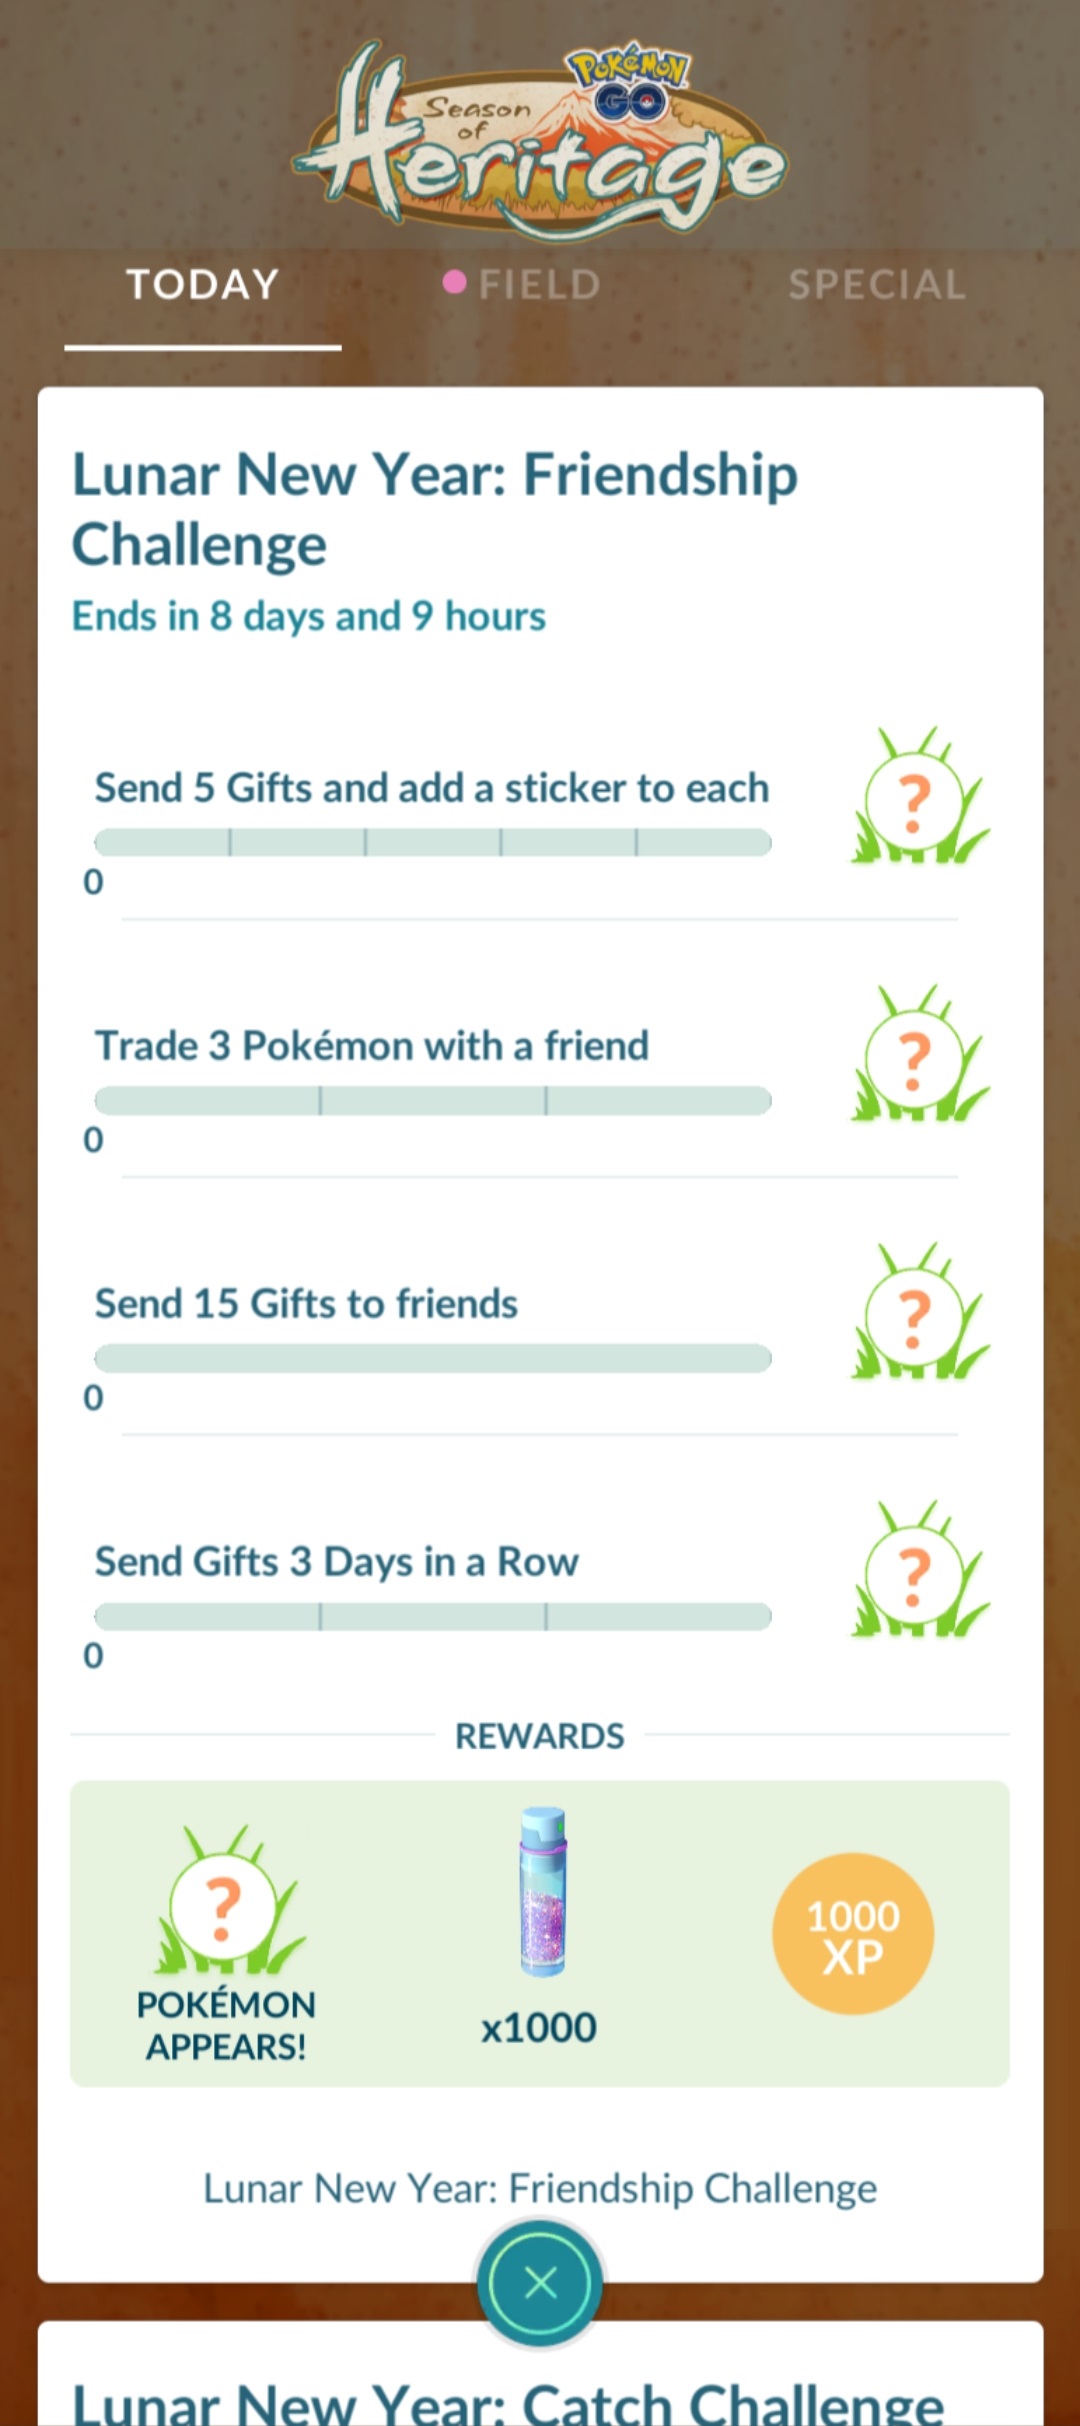 Pokémon
GO
Season
of
Heritage
TODAY
FIELD
SPECIAL
Lunar New Year: Friendship
Challenge
Ends in 8 days and 9 hours
Send 5 Gifts and add a sticker to each
?
0
Trade 3 Pokémon with a friend
?
0
Send 15 Gifts to friends
?
0
Send Gifts 3 Days in a Row
?
0
REWARDS
?
POKÉMON
APPEARS!
x1000
1000
XP
Lunar New Year: Friendship Challenge
Lunar New Year: Catch Challenge